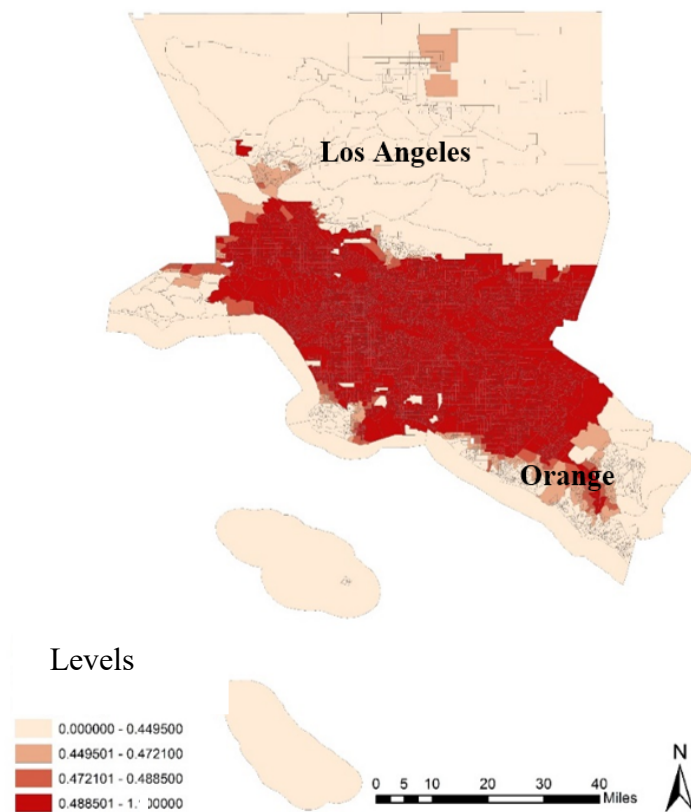 Los Angeles
Orange
Levels
0.000000 - 0.449500
0.449501 - 0.472100
0.472101 - 0.488500
0.488501 -
N
0 5 10 20 30 40
Miles